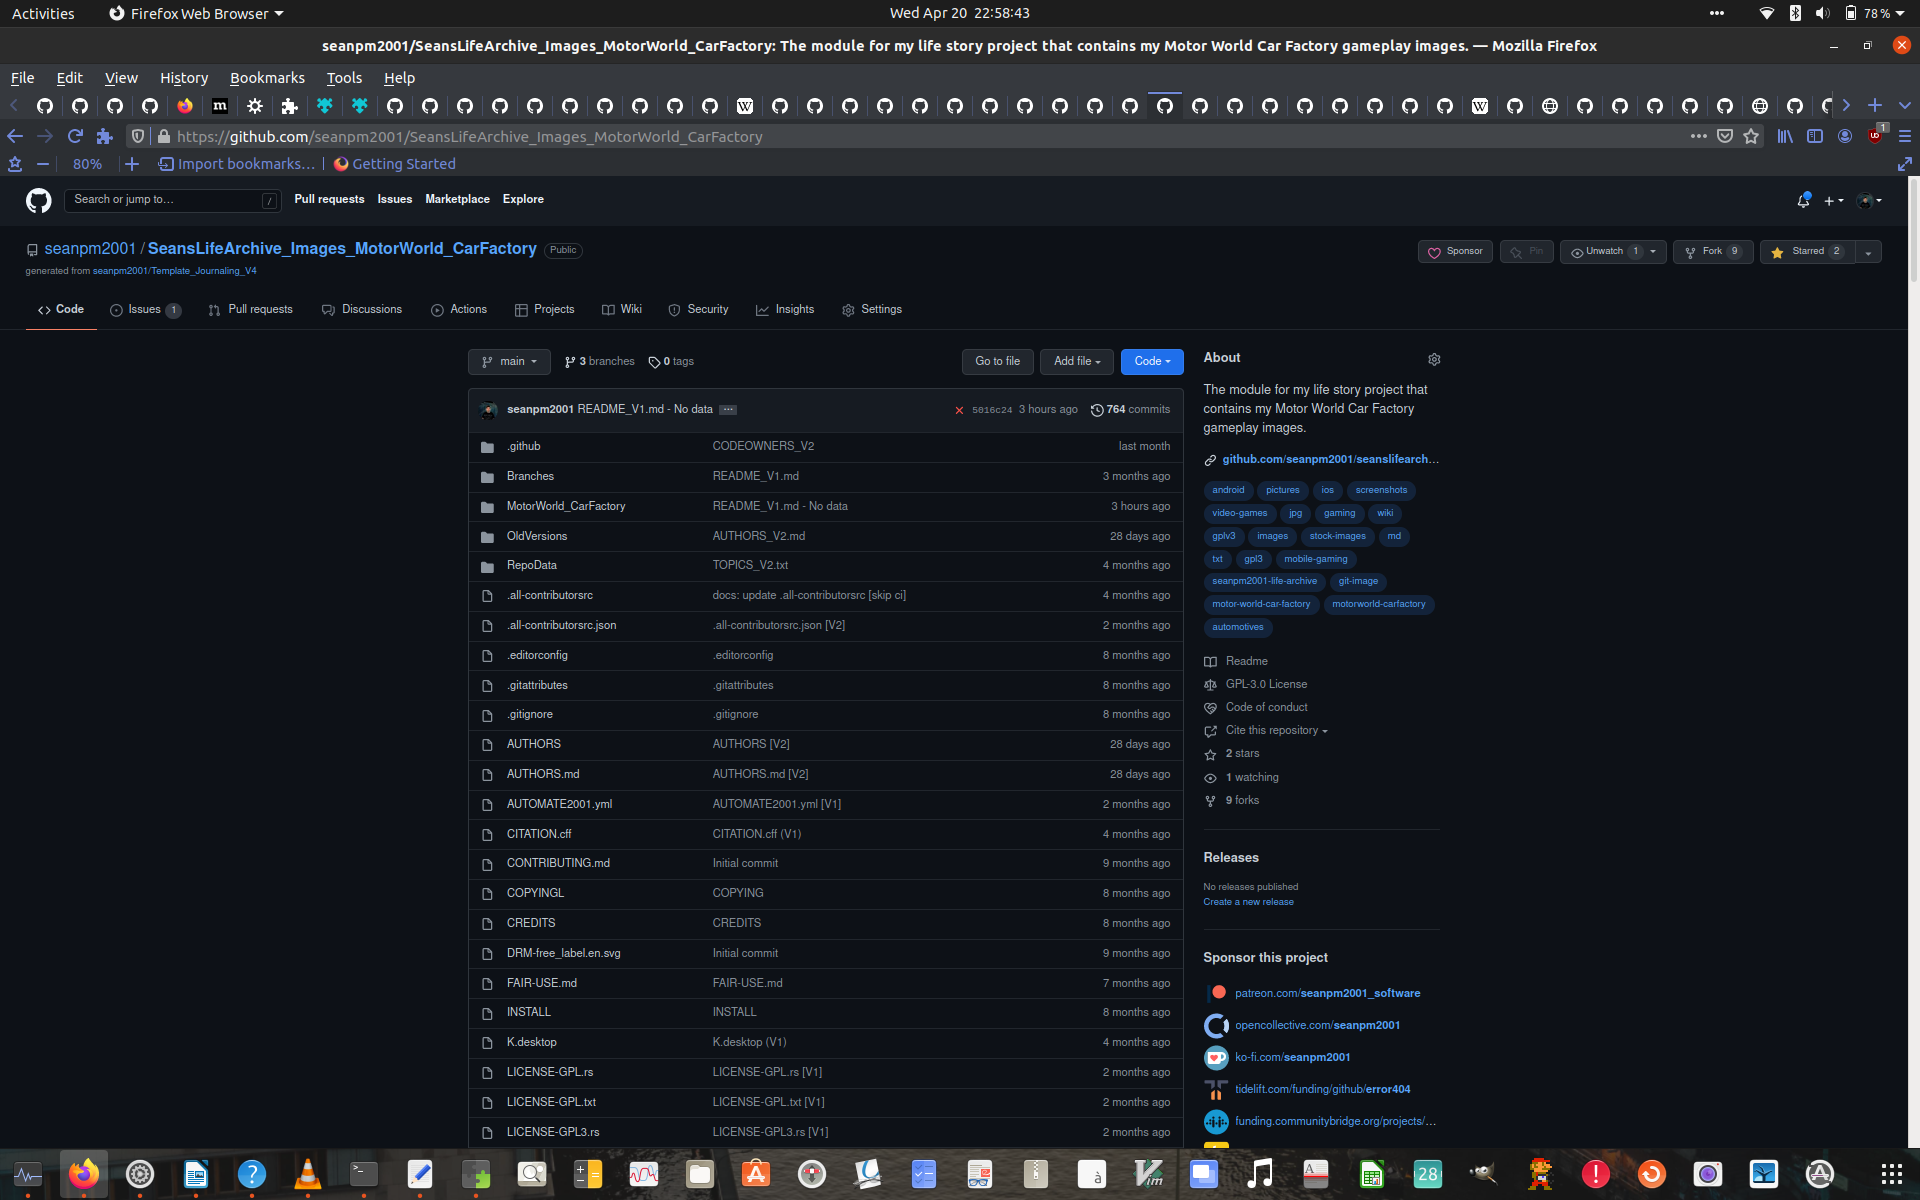 Activities
Firefox Web Browser
Wed Apr 20 22:58:43
78 %
seanpm2001/SeansLifeArchive_Images_MotorWorld_CarFactory: The module for my life story project that contains my Motor World Car Factory gameplay images. — Mozilla Firefox
File Edit View History Bookmarks Tools Help
https://github.com/seanpm2001/SeansLifeArchive_Images_MotorWorld_CarFactory
1
80%
Import bookmarks...
Getting Started
Search or jump to...
/
Pull requests Issues Marketplace Explore
seanpm2001 / SeansLifeArchive_Images_MotorWorld_CarFactory Public
Sponsor
Pin
Unwatch 1
Fork 9
Starred 2
generated from seanpm2001/Template_Journaling_V4
Code
Issues 1
Pull requests
Discussions
Actions
Projects
Wiki
Security
Insights
Settings
main
3 branches
0 tags
Go to file
Add file
Code
seanpm2001 README_V1.md - No data ...
5016c24 3 hours ago
764 commits
.github CODEOWNERS_V2 last month
Branches README_V1.md 3 months ago
MotorWorld_CarFactory README_V1.md - No data 3 hours ago
OldVersions AUTHORS_V2.md 28 days ago
RepoData TOPICS_V2.txt 4 months ago
.all-contributorsrc docs: update .all-contributorsrc [skip ci] 4 months ago
.all-contributorsrc.json .all-contributorsrc.json [V2] 2 months ago
.editorconfig .editorconfig 8 months ago
.gitattributes .gitattributes 8 months ago
.gitignore .gitignore 8 months ago
AUTHORS AUTHORS [V2] 28 days ago
AUTHORS.md AUTHORS.md [V2] 28 days ago
AUTOMATE2001.yml AUTOMATE2001.yml [V1] 2 months ago
CITATION.cff CITATION.cff (V1) 4 months ago
CONTRIBUTING.md Initial commit 9 months ago
COPYINGL COPYING 8 months ago
CREDITS CREDITS 8 months ago
DRM-free_label.en.svg Initial commit 9 months ago
FAIR-USE.md FAIR-USE.md 7 months ago
INSTALL INSTALL 8 months ago
K.desktop K.desktop (V1) 4 months ago
LICENSE-GPL.rs LICENSE-GPL.rs [V1] 2 months ago
LICENSE-GPL.txt LICENSE-GPL.txt [V1] 2 months ago
LICENSE-GPL3.rs LICENSE-GPL3.rs [V1] 2 months ago
About
The module for my life story project that
contains my Motor World Car Factory
gameplay images.
github.com/seanpm2001/seanslifearch...
android pictures ios screenshots
video-games jpg gaming wiki
gplv3 images stock-images md
txt gpl3 mobile-gaming
seanpm2001-life-archive git-image
motor-world-car-factory motorworld-carfactory
automotives
Readme
GPL-3.0 License
Code of conduct
Cite this repository
2 stars
1 watching
9 forks
Releases
No releases published
Create a new release
Sponsor this project
patreon.com/seanpm2001_software
opencollective.com/seanpm2001
ko-fi.com/seanpm2001
tidelift.com/funding/github/error404
funding.communitybridge.org/projects/...
28